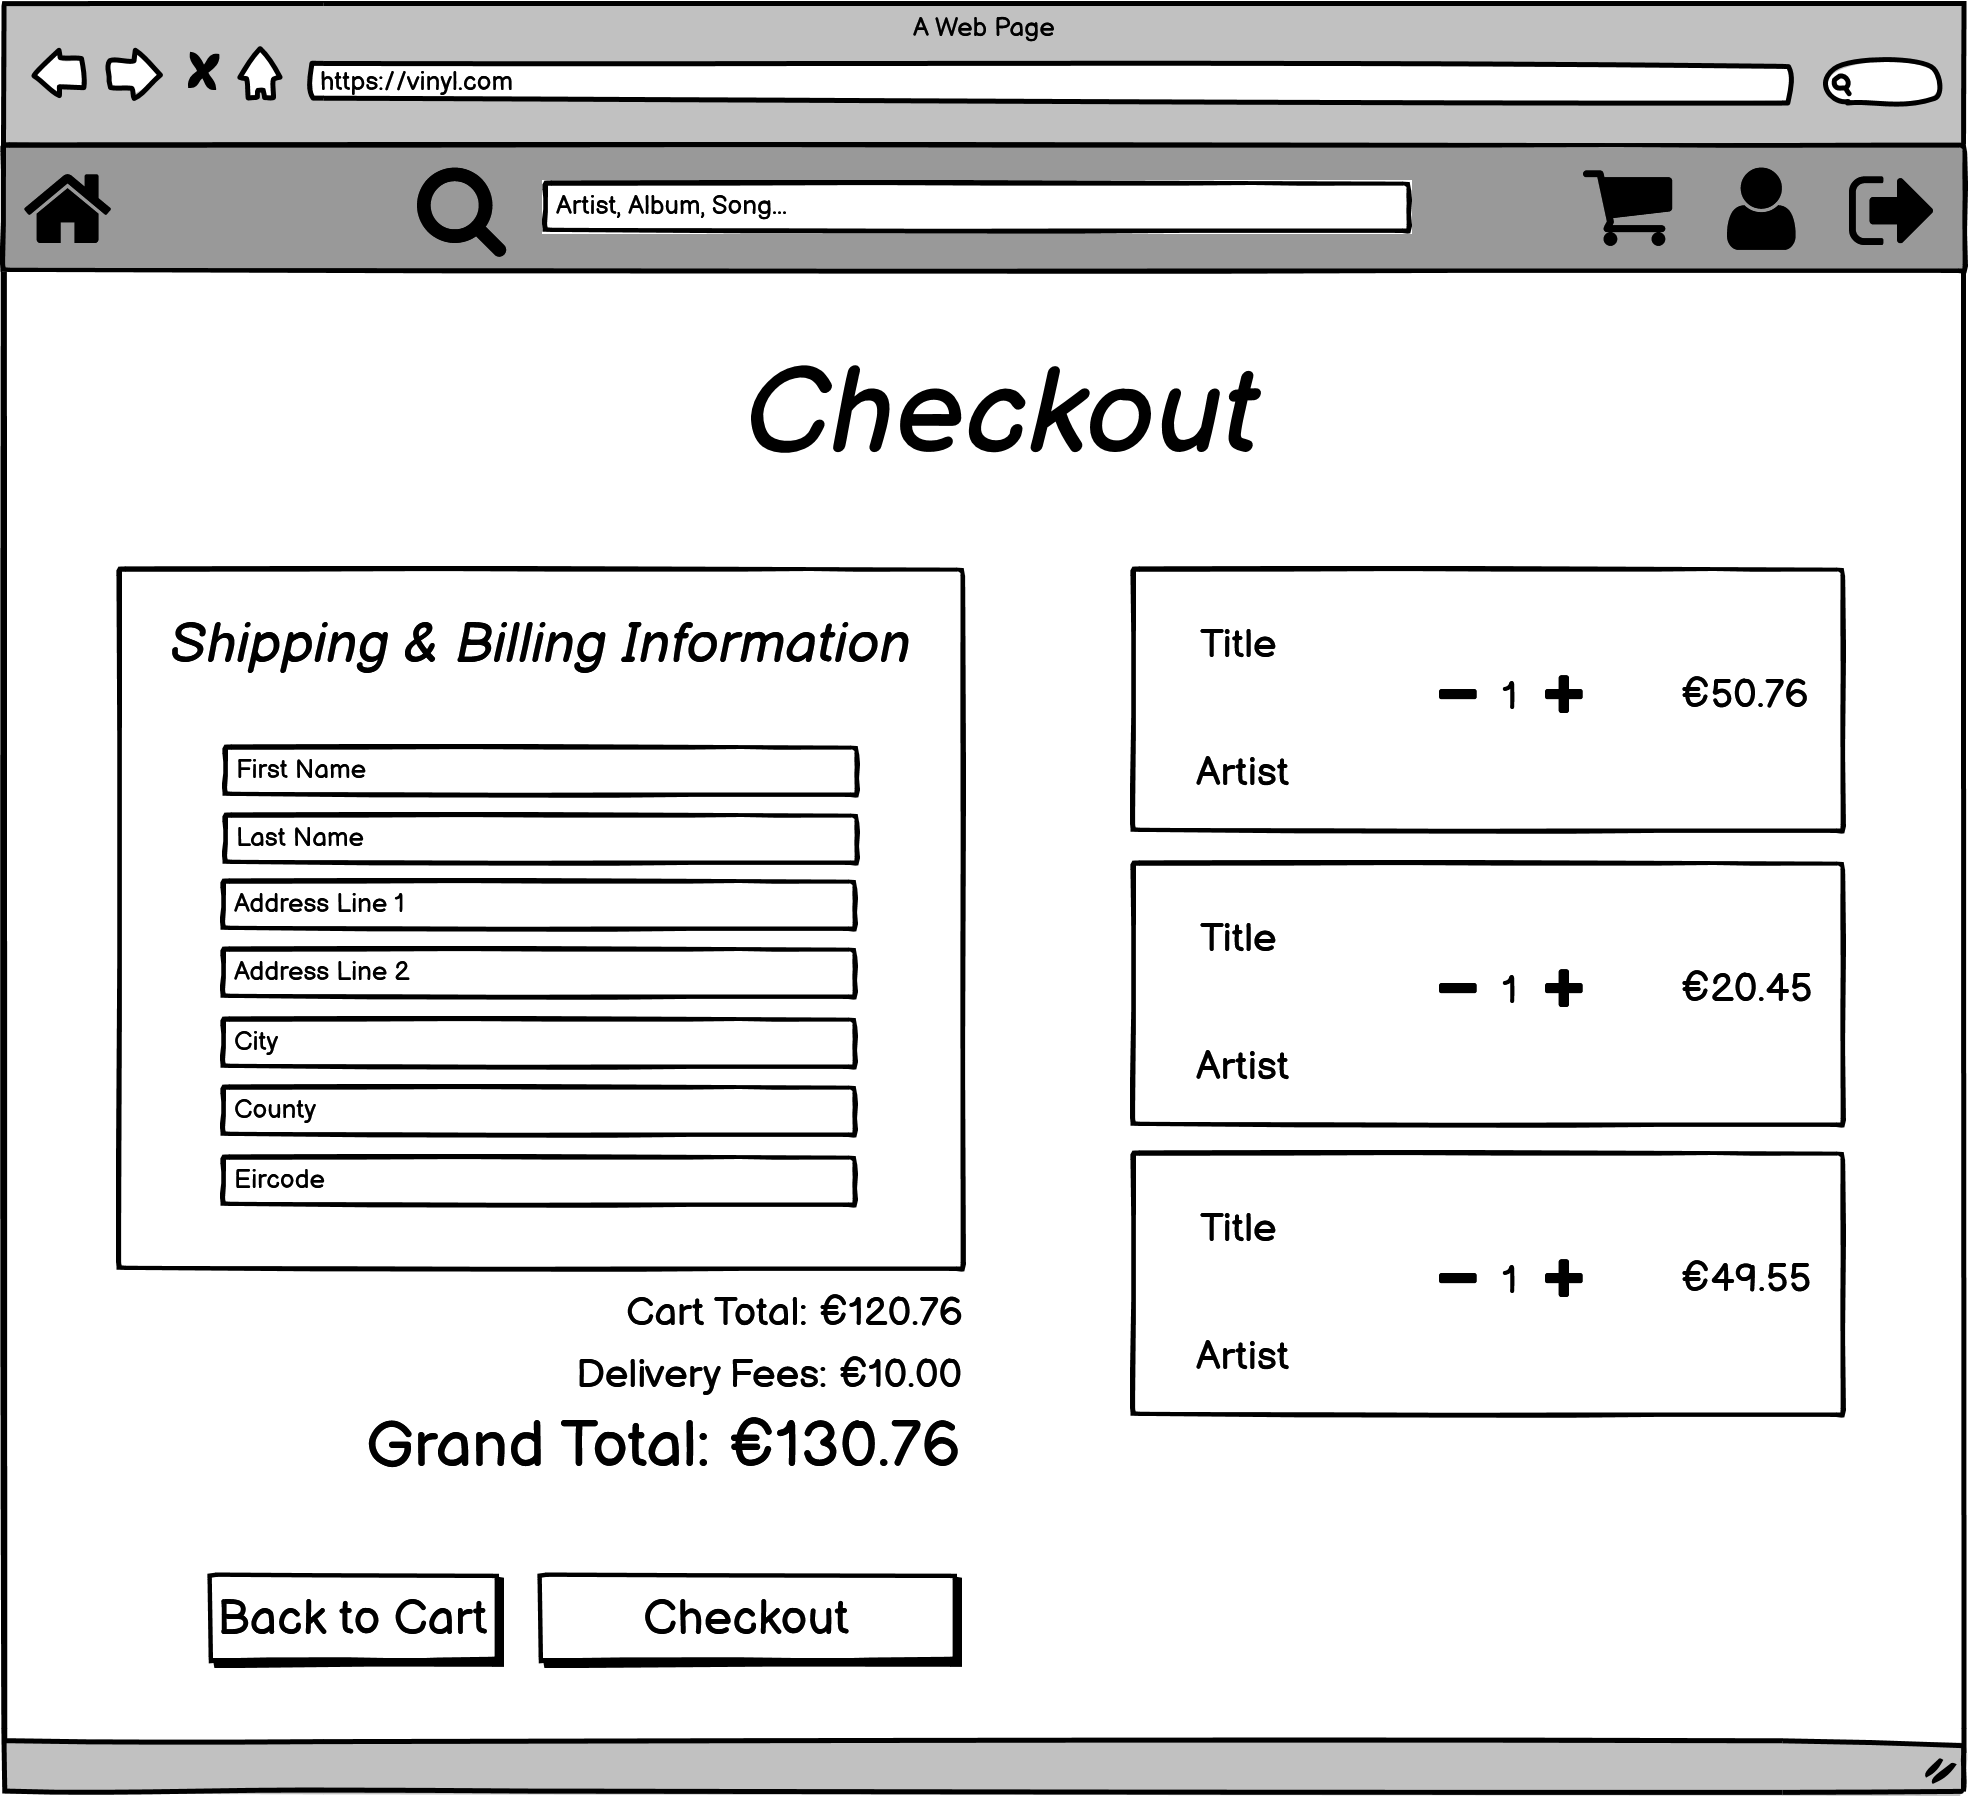 A Web Page
https://vinyl.com
Artist, Album, Song...
Checkout
Shipping & Billing Information
First Name
Last Name
Address Line 1
Address Line 2
City
County
Eircode
Cart Total: €120.76
Delivery Fees: €10.00
Grand Total: €130.76
Back to Cart
Checkout
Title
1
€50.76
Artist
Title
1
€20.45
Artist
Title
1
€49.55
Artist